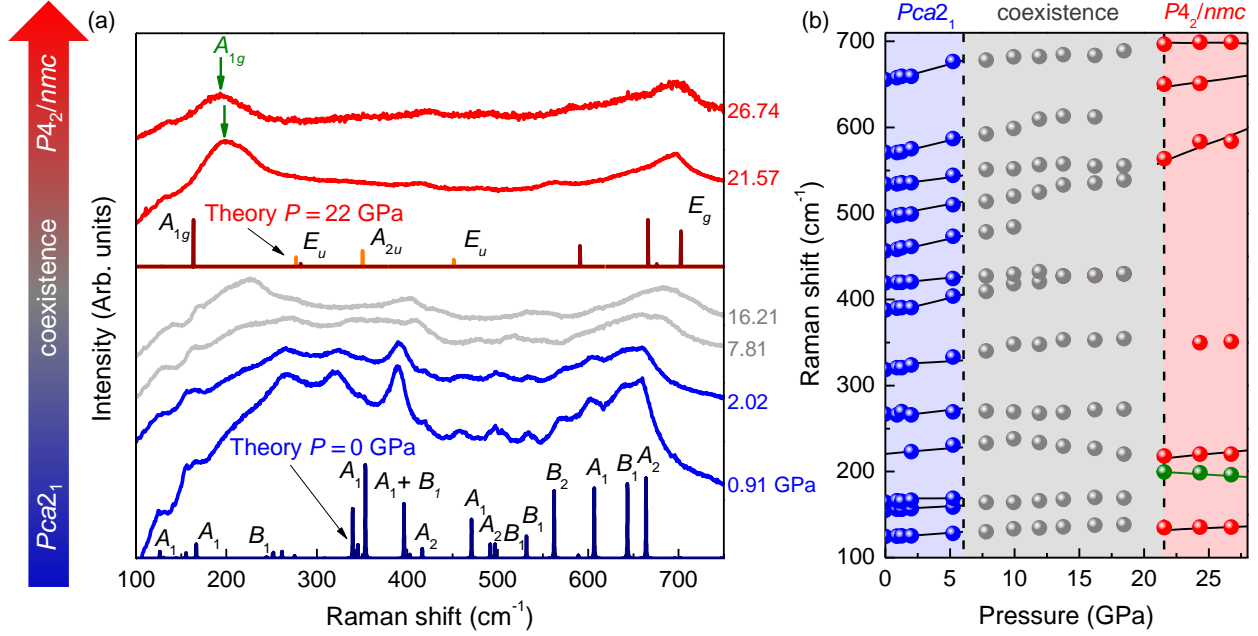 P4₂/nmc
coexistence
Pca2₁
(a)
A₁g
26.74
21.57
Theory P = 22 GPa
A₁g
Eᵤ
A₂ᵤ
Eᵤ
E_g
16.21
7.81
2.02
Theory P = 0 GPa
0.91 GPa
A₁
A₁
B₁
A₁
A₁ + B₁
A₂
A₁
A₂
B₁
B₁
B₂
A₁
B₁
A₂
Intensity (Arb. units)
100 200 300 400 500 600 700
Raman shift (cm⁻¹)
(b)
Pca2₁ coexistence P4₂/nmc
700
600
500
400
300
200
100
Raman shift (cm⁻¹)
0 5 10 15 20 25
Pressure (GPa)